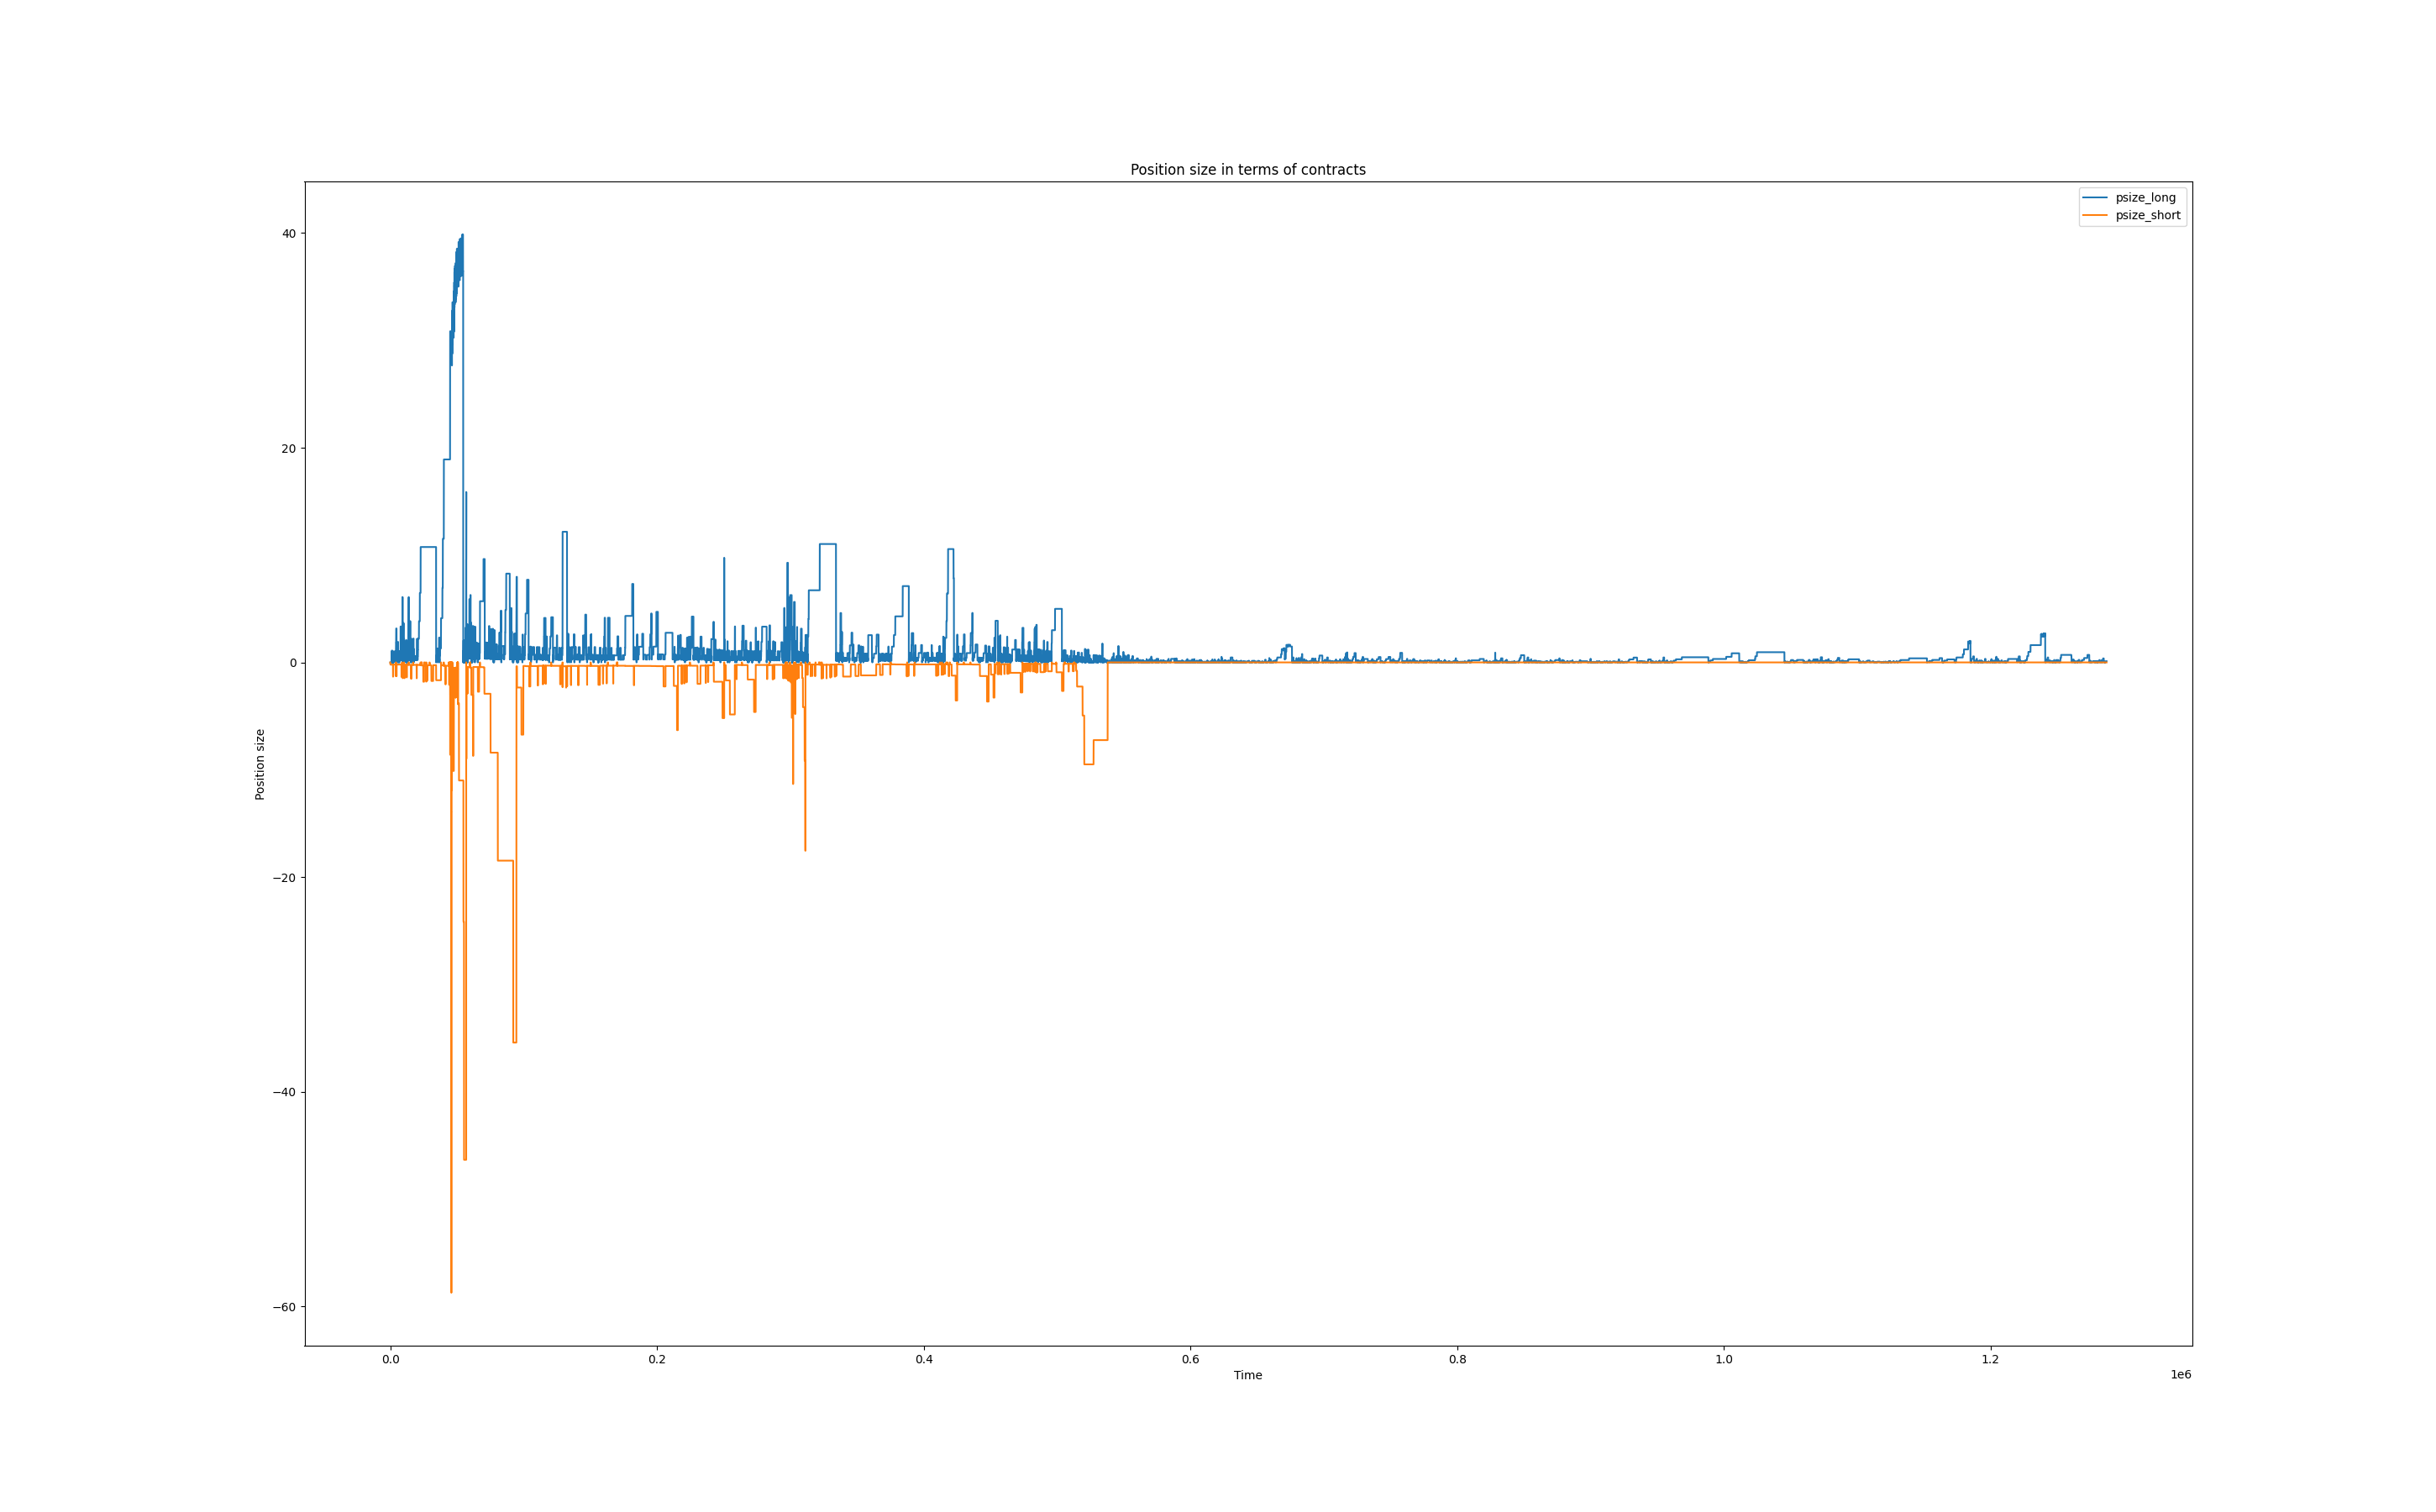 Position size in terms of contracts
psize_long
psize_short
40
20
0
−20
−40
−60
Position size
0.0
0.2
0.4
0.6
0.8
1.0
1.2
Time
1e6